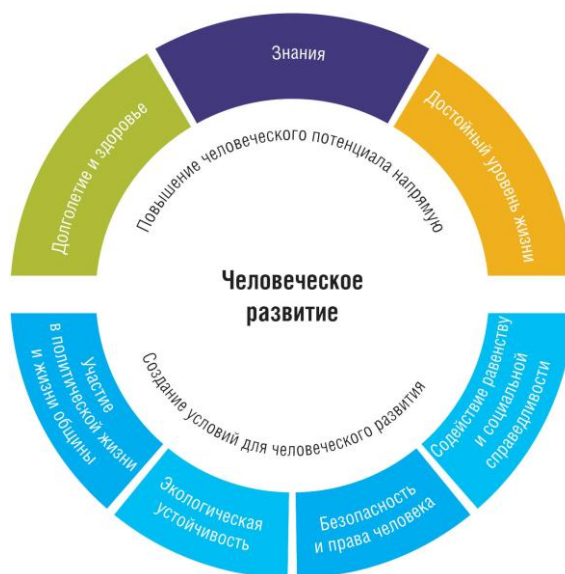 Знания
Долголетие и здоровье
Достойный уровень жизни
Повышение человеческого потенциала напрямую
Человеческое
развитие
Создание условий для человеческого развития
Участие
в политической жизни
и жизни общины
Экологическая
устойчивость
Безопасность
и права человека
Содействие равенству
и социальной
справедливости